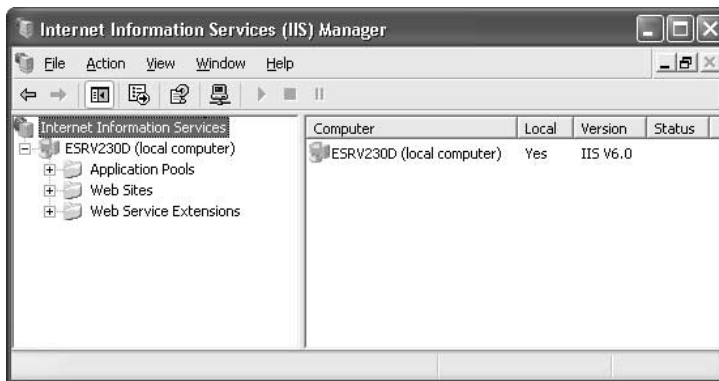 Internet Information Services (IIS) Manager
File Action View Window Help
Internet Information Services
ESRV230D (local computer)
Application Pools
Web Sites
Web Service Extensions
Computer Local Version Status
ESRV230D (local computer) Yes IIS V6.0